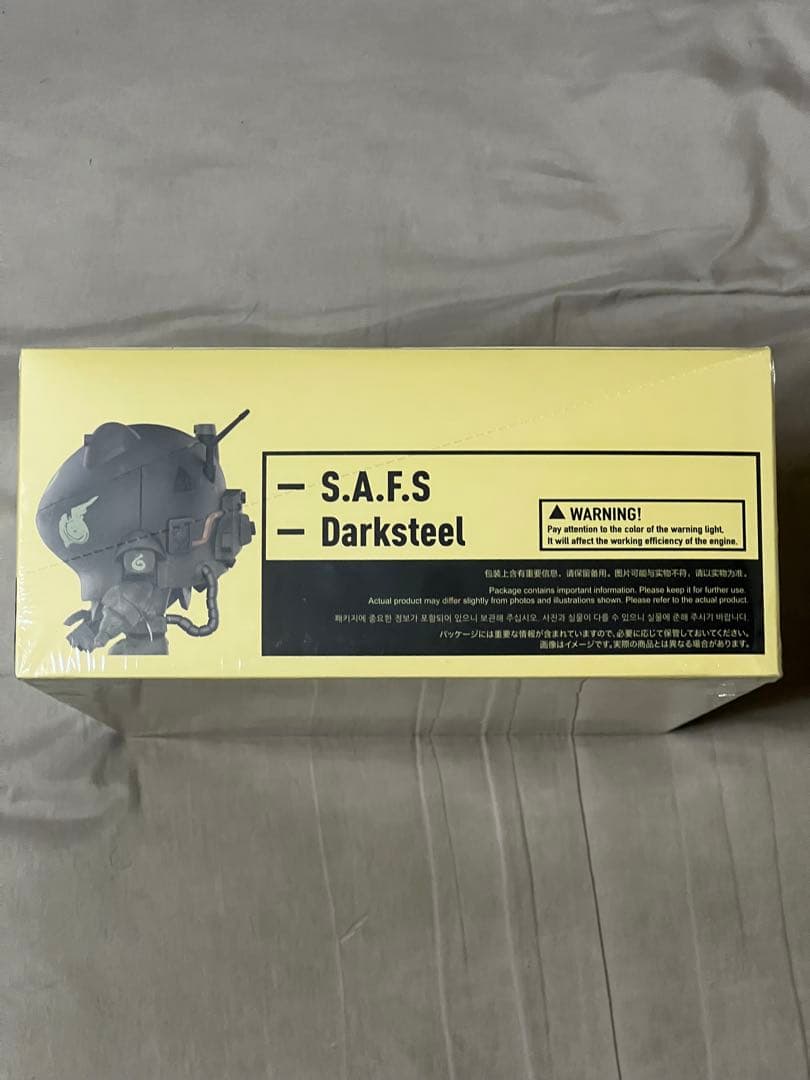 — S.A.F.S
— Darksteel
▲ WARNING!
Pay attention to the color of the warning light,
It will affect the working efficiency of the engine.
包装上含有重要信息，请保留备用。图片可能与实物不符，请以实物为准。
Package contains important information. Please keep it for further use.
Actual product may differ slightly from photos and illustrations shown. Please refer to the actual product.
패키지에 중요한 정보가 포함되어 있으니 보관해 주십시오. 사진과 실물이 다를 수 있으니 실물에 준해 주시기 바랍니다.
パッケージには重要な情報が含まれていますので、必要に応じて保管しておいてください。
画像はイメージです。実際の商品とは異なる場合があります。